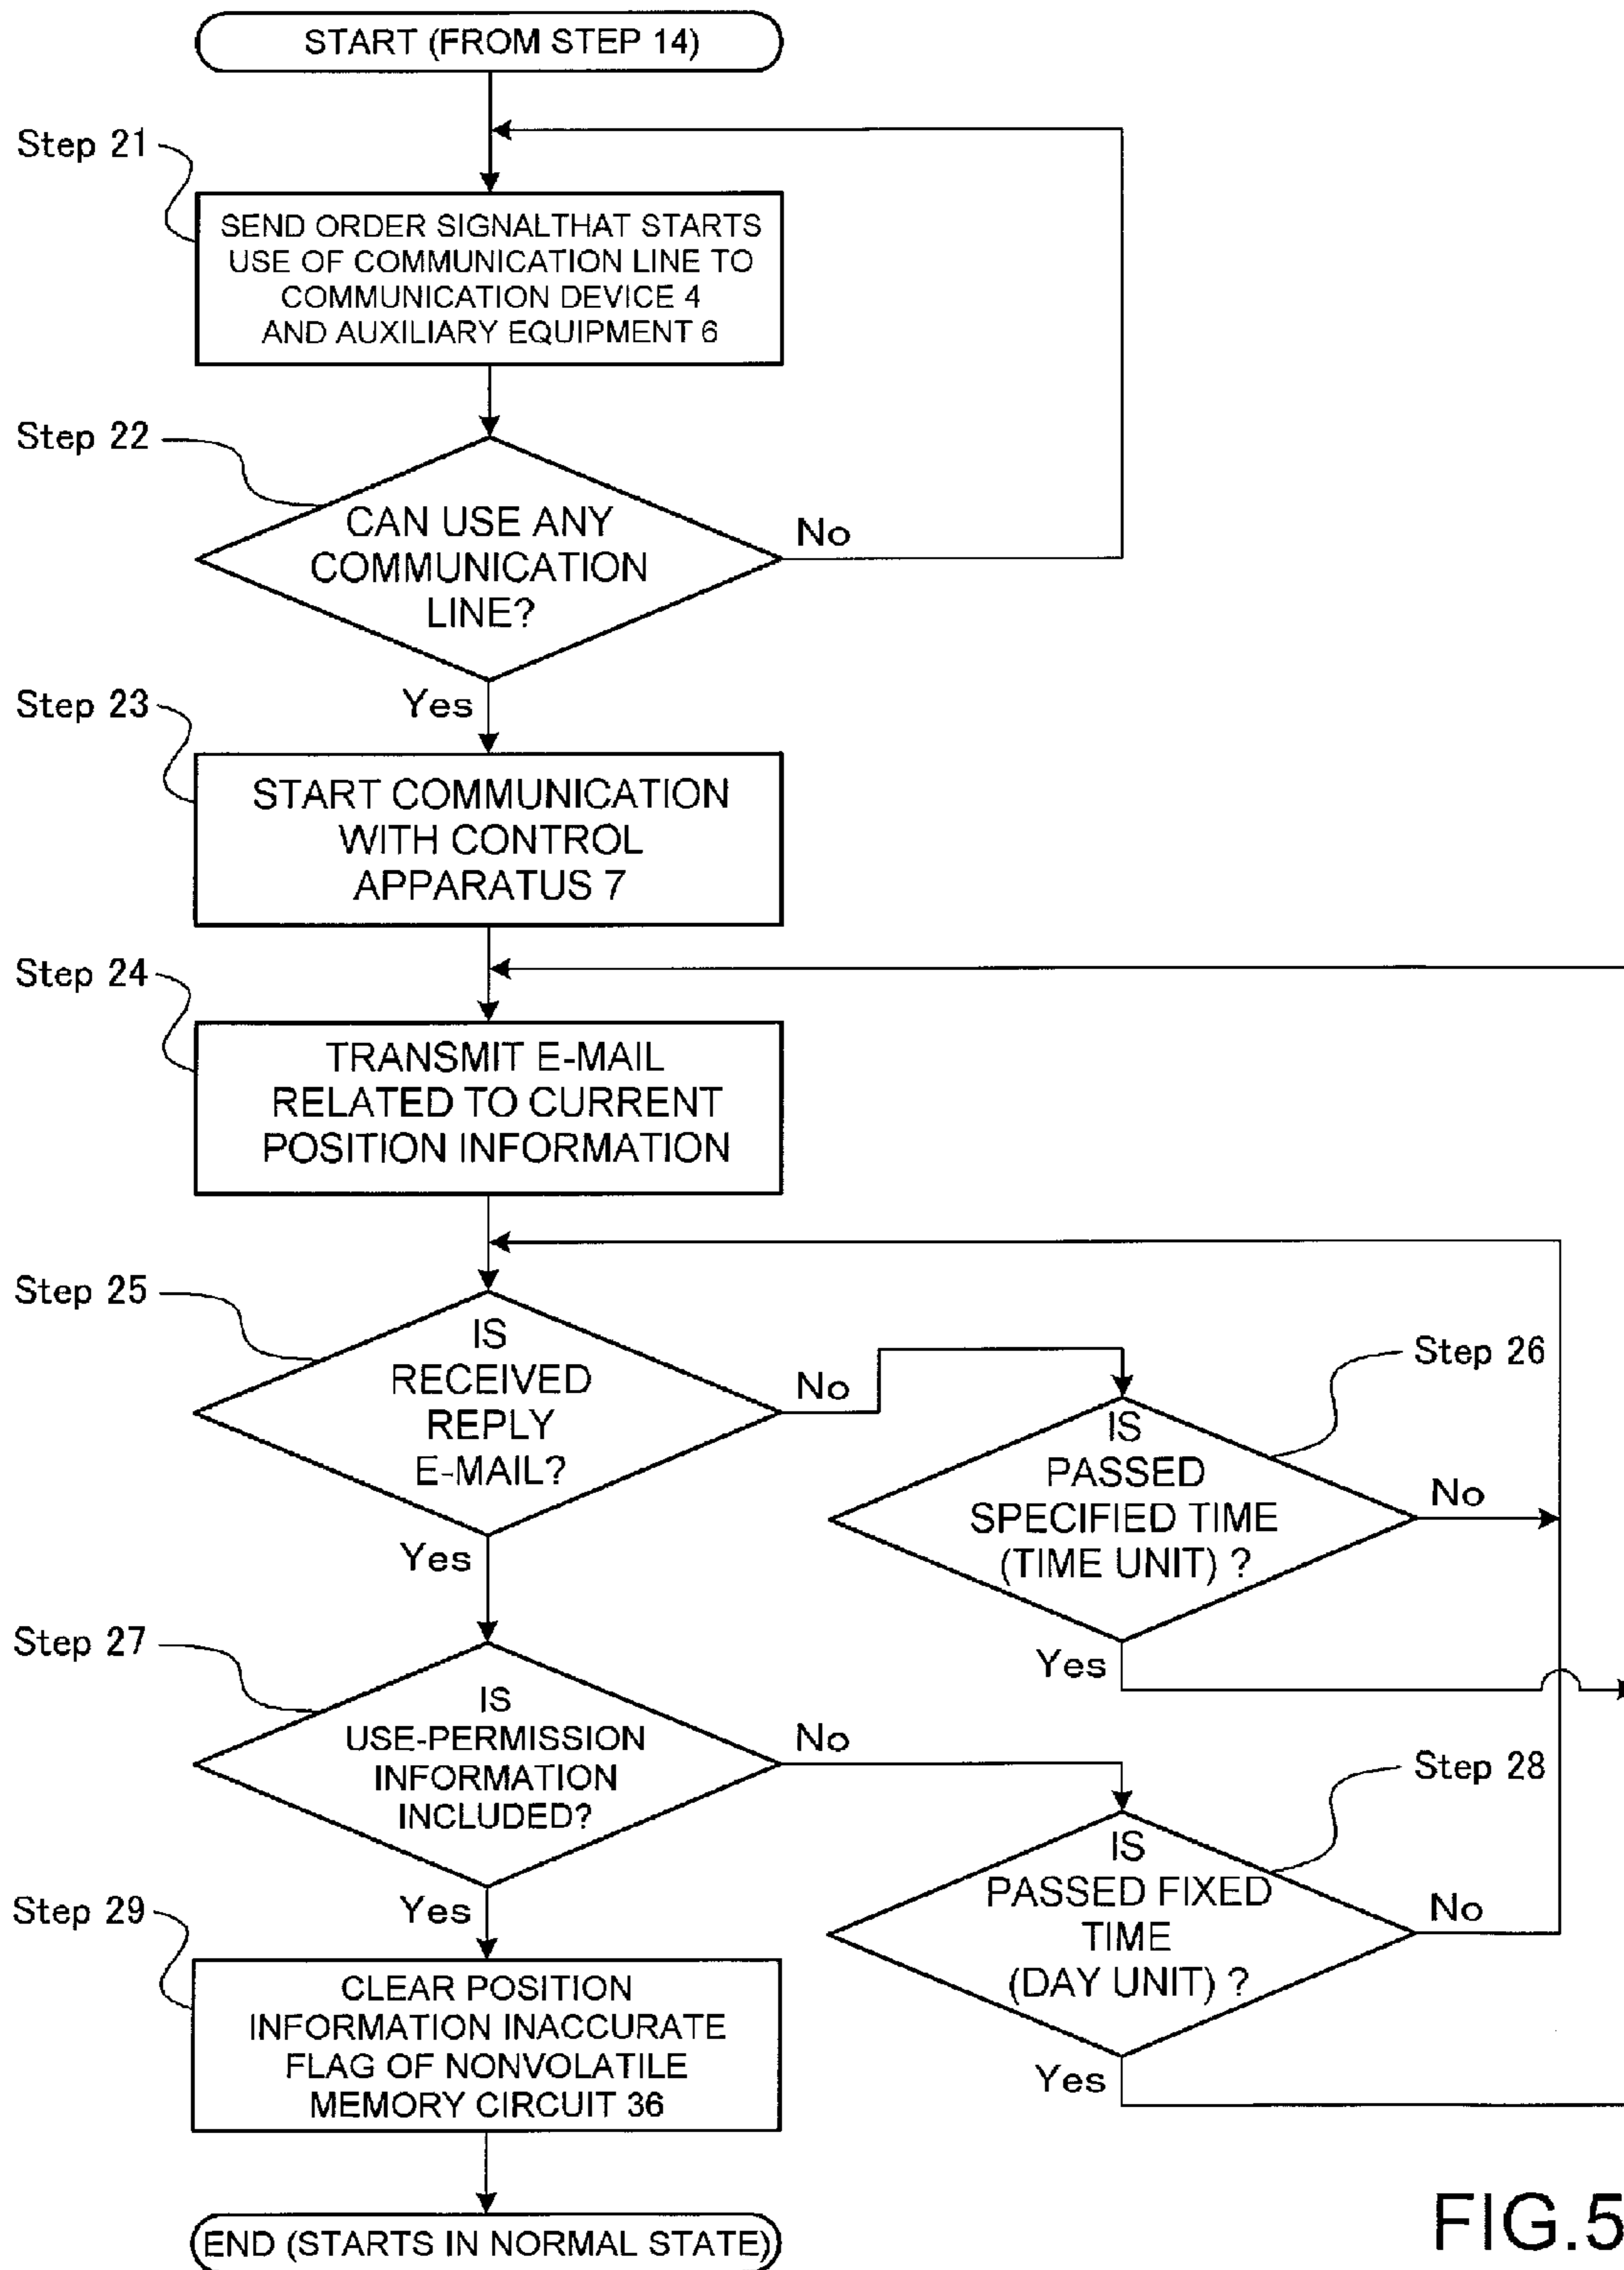 START (FROM STEP 14)
Step 21
SEND ORDER SIGNALTHAT STARTS
USE OF COMMUNICATION LINE TO
COMMUNICATION DEVICE 4
AND AUXILIARY EQUIPMENT 6
Step 22
CAN USE ANY
COMMUNICATION
LINE?
No
Yes
Step 23
START COMMUNICATION
WITH CONTROL
APPARATUS 7
Step 24
TRANSMIT E-MAIL
RELATED TO CURRENT
POSITION INFORMATION
Step 25
IS
RECEIVED
REPLY
E-MAIL?
No
Yes
Step 26
IS
PASSED
SPECIFIED TIME
(TIME UNIT) ?
No
Yes
Step 27
IS
USE-PERMISSION
INFORMATION
INCLUDED?
No
Yes
Step 28
IS
PASSED FIXED
TIME
(DAY UNIT) ?
No
Yes
Step 29
CLEAR POSITION
INFORMATION INACCURATE
FLAG OF NONVOLATILE
MEMORY CIRCUIT 36
END (STARTS IN NORMAL STATE)
FIG.5